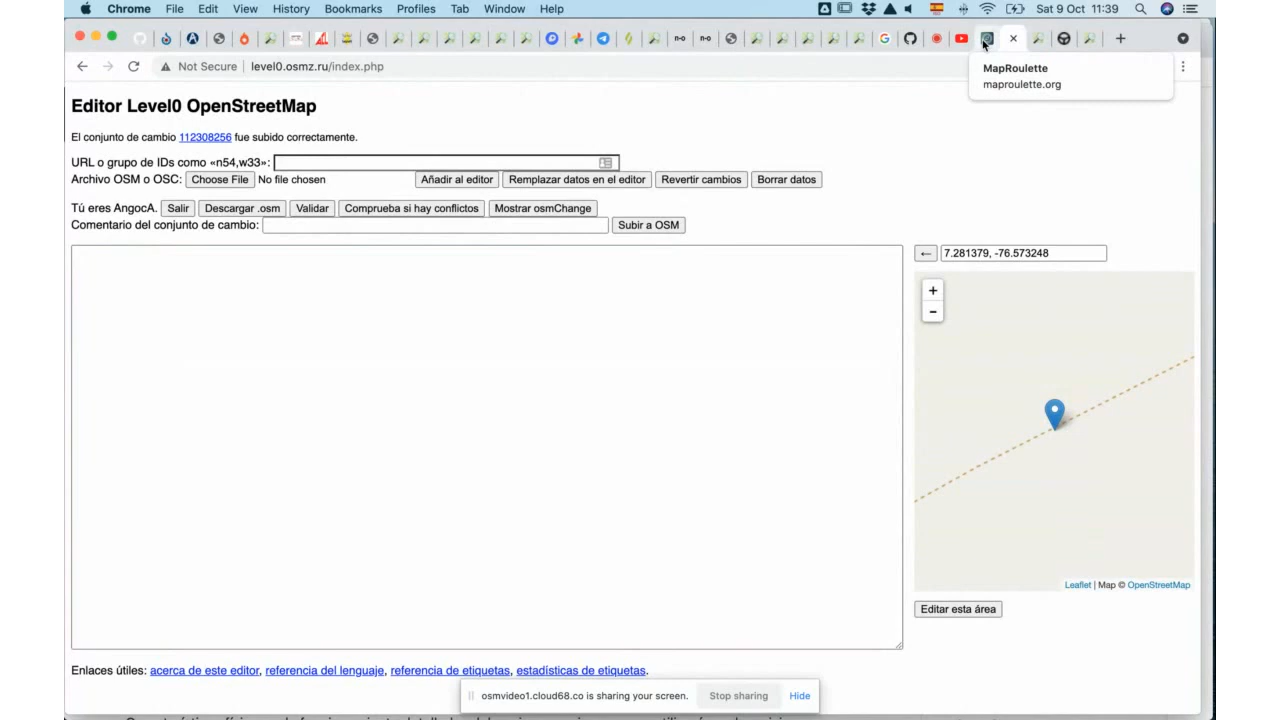 Chrome File Edit View History Bookmarks Profiles Tab Window Help Sat 9 Oct 11:39
Not Secure level0.osmz.ru/index.php
MapRoulette
maproulette.org
Editor Level0 OpenStreetMap
El conjunto de cambio 112308256 fue subido correctamente.
URL o grupo de IDs como «n54,w33»:
Archivo OSM o OSC: Choose File No file chosen Añadir al editor Remplazar datos en el editor Revertir cambios Borrar datos
Tú eres AngocA. Salir Descargar .osm Validar Comprueba si hay conflictos Mostrar osmChange
Comentario del conjunto de cambio: Subir a OSM
← 7.281379, -76.573248
+
−
Leaflet | Map © OpenStreetMap
Editar esta área
Enlaces útiles: acerca de este editor, referencia del lenguaje, referencia de etiquetas, estadísticas de etiquetas.
osmvideo1.cloud68.co is sharing your screen. Stop sharing Hide